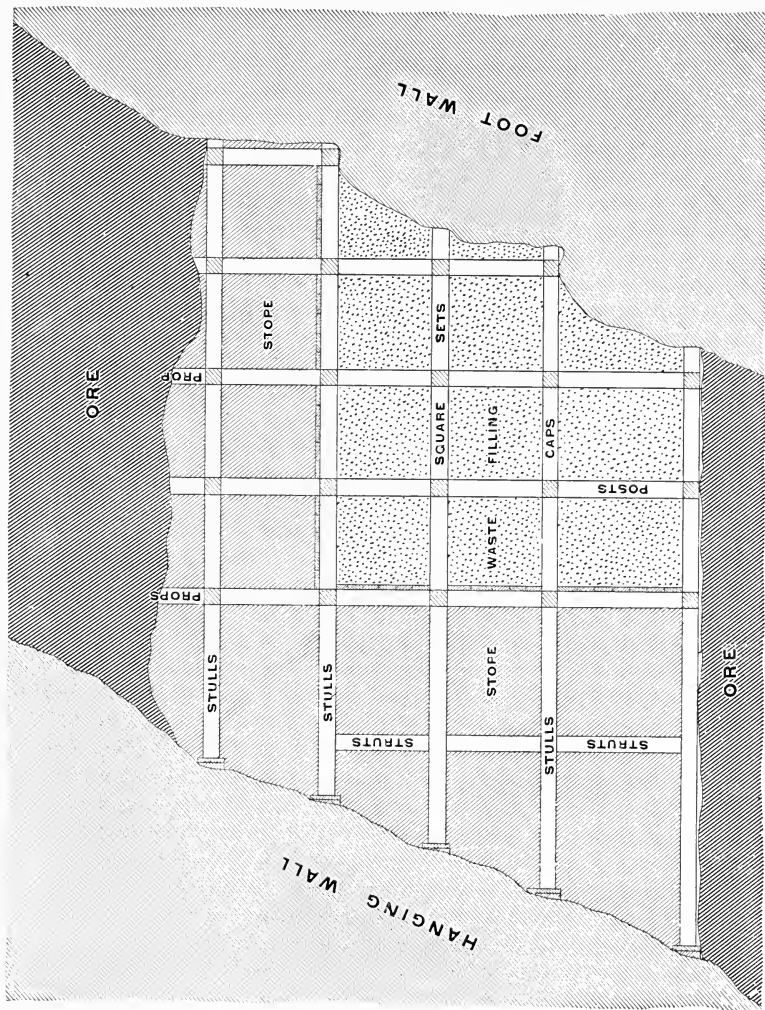 FOOT WALL
ORE
STOPE
PROP
SETS
SQUARE
FILLING
CAPS
POSTS
WASTE
PROPS
STULLS
STULLS
STOPE
STULLS
STRUTS
STRUTS
ORE
HANGING WALL